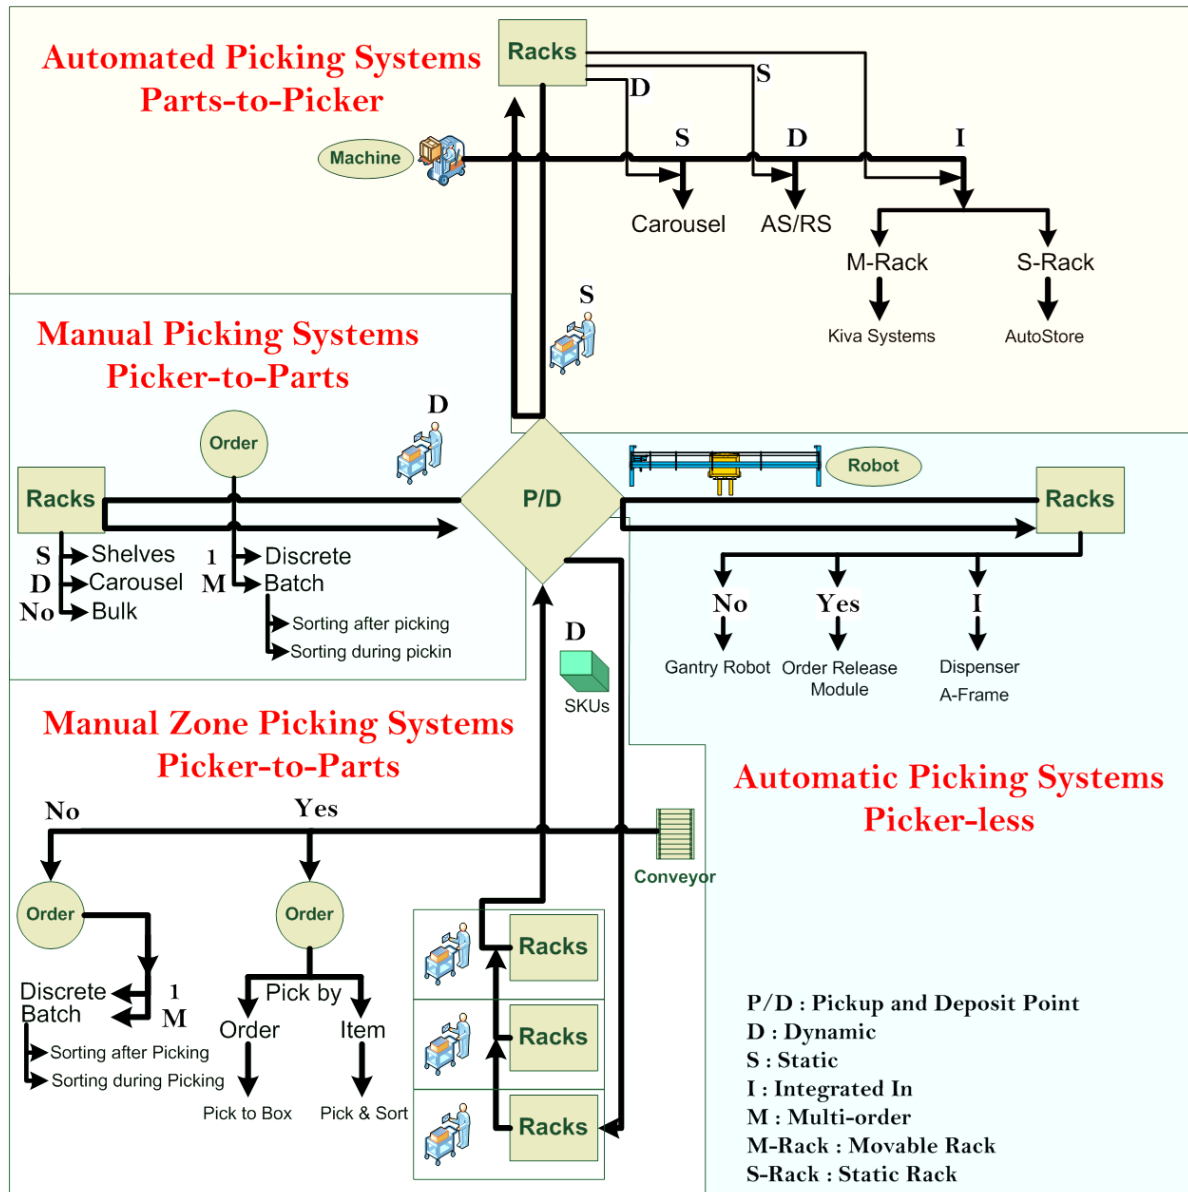 Automated Picking Systems
Parts-to-Picker
Racks
D
S
Machine
S
D
I
Carousel
AS/RS
M-Rack
S-Rack
Kiva Systems
AutoStore
S
Manual Picking Systems
Picker-to-Parts
D
Order
Racks
P/D
Robot
Racks
S
Shelves
D
Carousel
No
Bulk
1
Discrete
M
Batch
Sorting after picking
Sorting during pickin
D
SKUs
No
Yes
I
Gantry Robot
Order Release
Module
Dispenser
A-Frame
Manual Zone Picking Systems
Picker-to-Parts
Automatic Picking Systems
Picker-less
No
Yes
Conveyor
Order
Order
Discrete
1
Batch
M
Sorting after Picking
Sorting during Picking
Pick by
Order
Item
Pick to Box
Pick & Sort
Racks
Racks
Racks
P/D : Pickup and Deposit Point
D : Dynamic
S : Static
I : Integrated In
M : Multi-order
M-Rack : Movable Rack
S-Rack : Static Rack